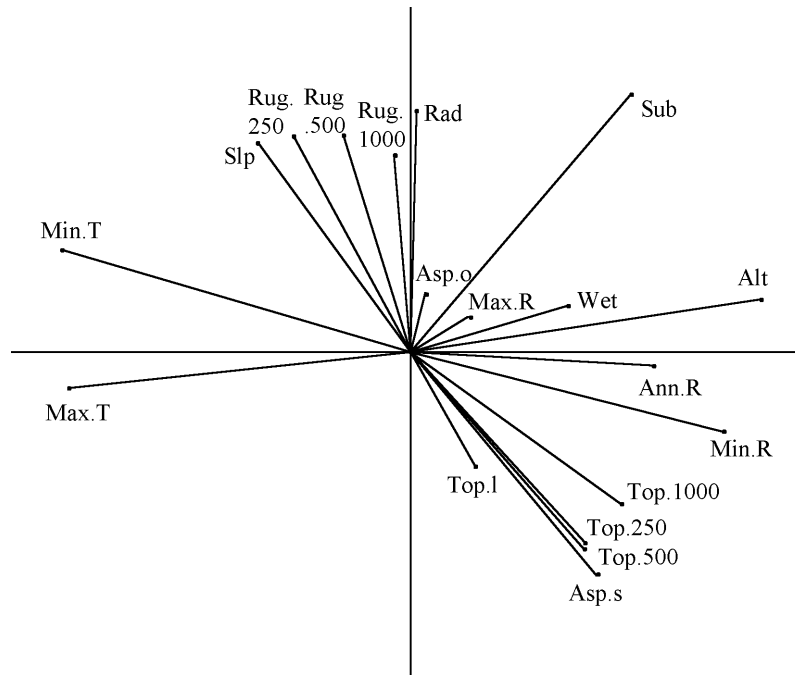 Rug.
250
Rug
.500
Rug.
1000
Rad
Sub
Slp
Min.T
Asp.o
Max.R
Wet
Alt
Max.T
Ann.R
Min.R
Top.l
Top.1000
Top.250
Top.500
Asp.s